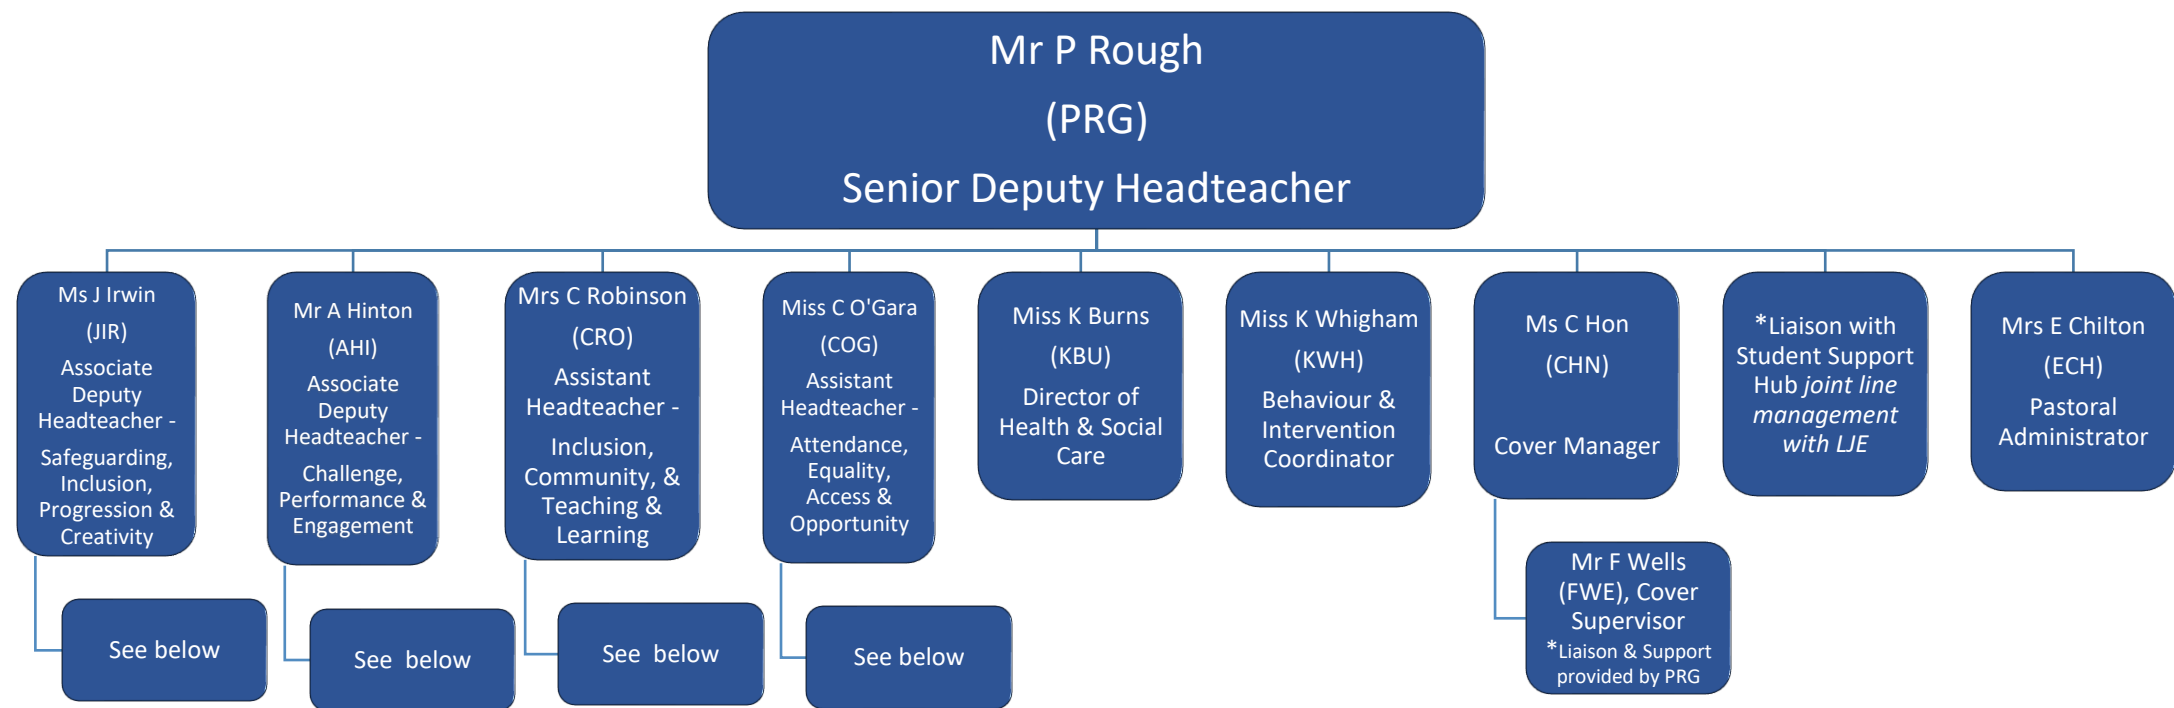 Mr P Rough
(PRG)
Senior Deputy Headteacher
Ms J Irwin
(JIR)
Associate
Deputy
Headteacher -
Safeguarding,
Inclusion,
Progression &
Creativity
See below
Mr A Hinton
(AHI)
Associate
Deputy
Headteacher -
Challenge,
Performance &
Engagement
See  below
Mrs C Robinson
(CRO)
Assistant
Headteacher -
Inclusion,
Community, &
Teaching &
Learning
See  below
Miss C O'Gara
(COG)
Assistant
Headteacher -
Attendance,
Equality,
Access &
Opportunity
See below
Miss K Burns
(KBU)
Director of
Health & Social
Care
Miss K Whigham
(KWH)
Behaviour &
Intervention
Coordinator
Ms C Hon
(CHN)
Cover Manager
Mr F Wells
(FWE), Cover
Supervisor
*Liaison & Support
provided by PRG
*Liaison with
Student Support
Hub joint line
management
with LJE
Mrs E Chilton
(ECH)
Pastoral
Administrator